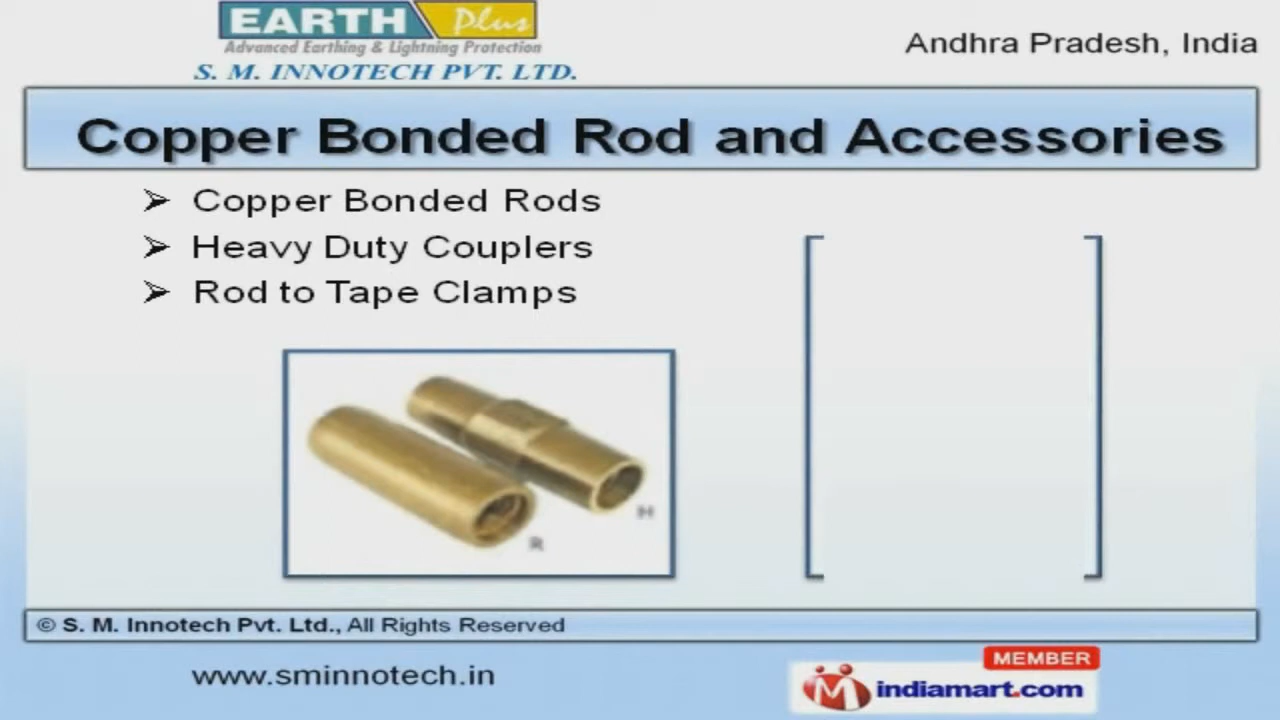 EARTH Plus
Advanced Earthing & Lightning Protection
S. M. INNOTECH PVT. LTD.
Andhra Pradesh, India
Copper Bonded Rod and Accessories
➢ Copper Bonded Rods
➢ Heavy Duty Couplers
➢ Rod to Tape Clamps
H
R
© S. M. Innotech Pvt. Ltd., All Rights Reserved
www.sminnotech.in
MEMBER
indiamart.com